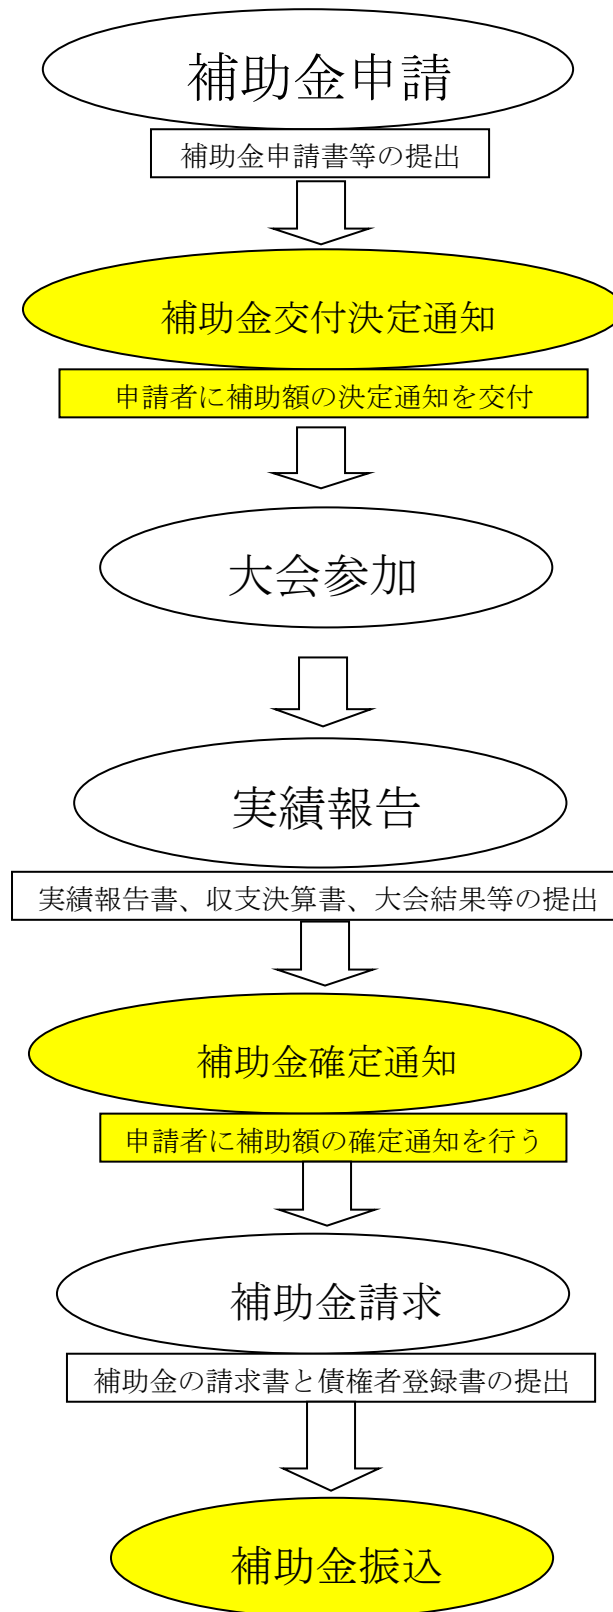 補助金申請
補助金申請書等の提出
補助金交付決定通知
申請者に補助額の決定通知を交付
大会参加
実績報告
実績報告書、収支決算書、大会結果等の提出
補助金確定通知
申請者に補助額の確定通知を行う
補助金請求
補助金の請求書と債権者登録書の提出
補助金振込